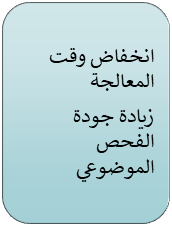 انخفاض وقت
المعالجة
زيادة جودة
الفحص
الموضوعي